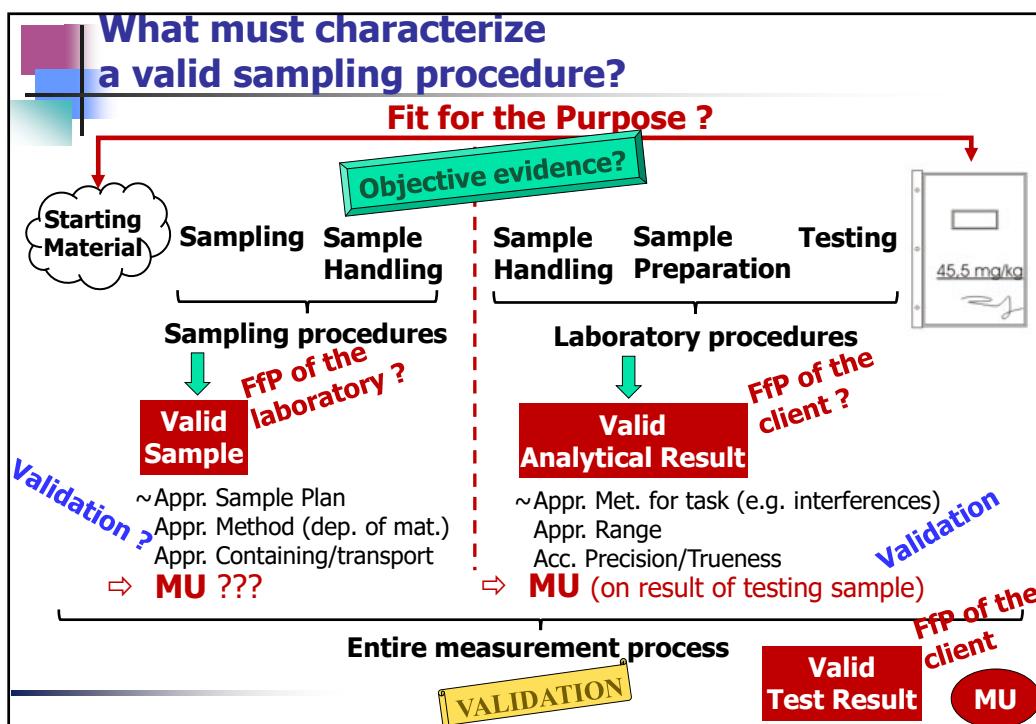 What must characterize
a valid sampling procedure?
Fit for the Purpose ?
Objective evidence?
Starting
Material
Sampling
Sample
Handling
Sample
Handling
Sample
Preparation
Testing
45,5 mg/kg
Sampling procedures
Laboratory procedures
FfP of the
laboratory ?
FfP of the
client ?
Valid
Sample
Valid
Analytical Result
Validation ?
~Appr. Sample Plan
Appr. Method (dep. of mat.)
Appr. Containing/transport
⇨ MU ???
~Appr. Met. for task (e.g. interferences)
Appr. Range
Acc. Precision/Trueness
Validation
⇨ MU (on result of testing sample)
Entire measurement process
FfP of the
client
VALIDATION
Valid
Test Result
MU